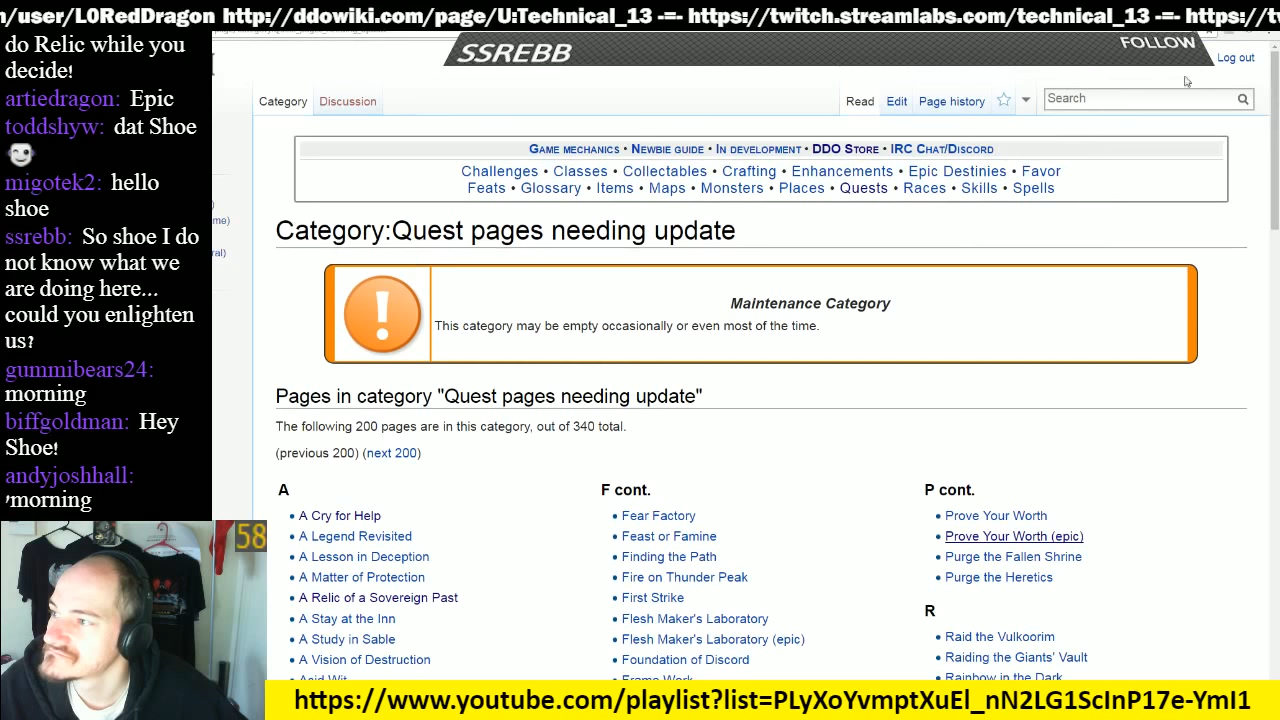 m/user/L0RedDragon http://ddowiki.com/page/U:Technical_13 -=- https://twitch.streamlabs.com/technical_13 -=- https://t
do Relic while you
decide!
artiedragon: Epic
toddshyw: dat Shoe
migotek2: hello
shoe
ssrebb: So shoe I do
not know what we
are doing here...
could you enlighten
us?
gummibears24:
morning
biffgoldman: Hey
Shoe!
andyjoshhall:
'morning
58
SSREBB
FOLLOW
Log out
Category
Discussion
Read
Edit
Page history
Search
me)
ral)
Game mechanics • Newbie guide • In development • DDO Store • IRC Chat/Discord
Challenges • Classes • Collectables • Crafting • Enhancements • Epic Destinies • Favor
Feats • Glossary • Items • Maps • Monsters • Places • Quests • Races • Skills • Spells
Category:Quest pages needing update
Maintenance Category
This category may be empty occasionally or even most of the time.
Pages in category "Quest pages needing update"
The following 200 pages are in this category, out of 340 total.
(previous 200) (next 200)
A
• A Cry for Help
• A Legend Revisited
• A Lesson in Deception
• A Matter of Protection
• A Relic of a Sovereign Past
• A Stay at the Inn
• A Study in Sable
• A Vision of Destruction
Acid Wit
F cont.
• Fear Factory
• Feast or Famine
• Finding the Path
• Fire on Thunder Peak
• First Strike
• Flesh Maker's Laboratory
• Flesh Maker's Laboratory (epic)
• Foundation of Discord
Frame Work
P cont.
• Prove Your Worth
• Prove Your Worth (epic)
• Purge the Fallen Shrine
• Purge the Heretics
R
• Raid the Vulkoorim
• Raiding the Giants' Vault
Rainbow in the Dark
https://www.youtube.com/playlist?list=PLyXoYvmptXuEl_nN2LG1ScInP17e-YmI1